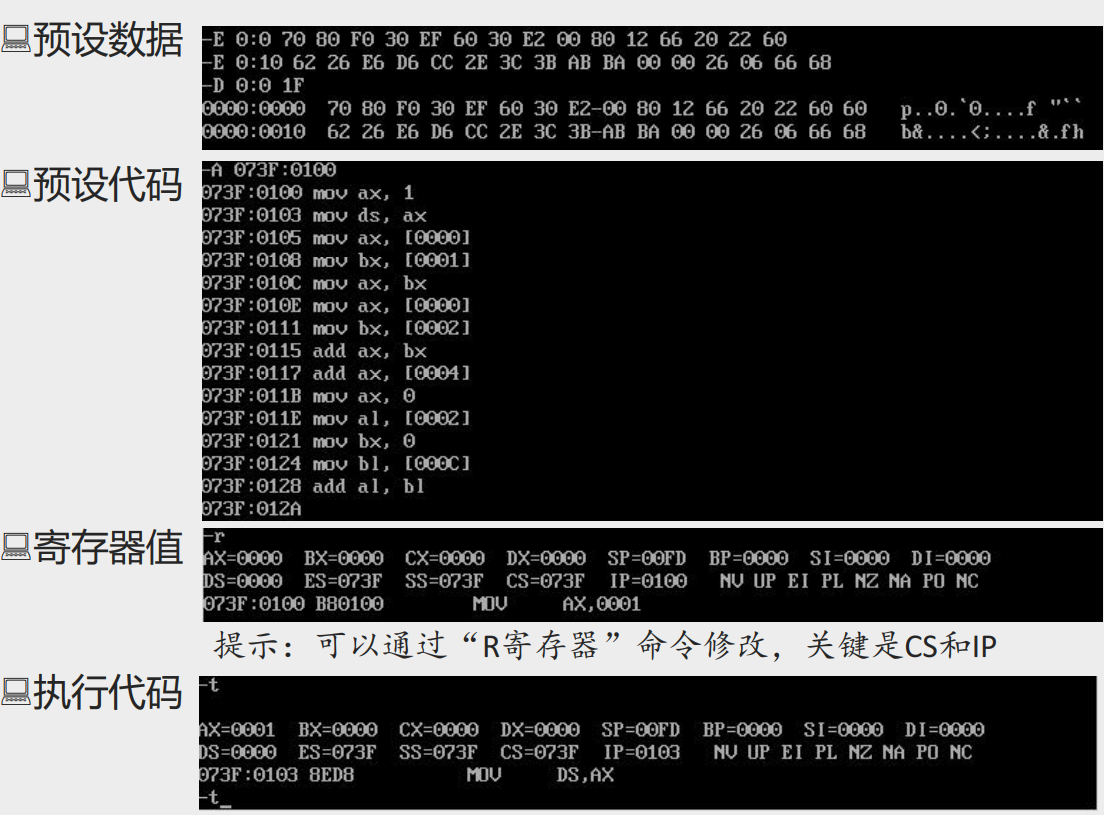 预设数据
-E 0:0 70 80 F0 30 EF 60 30 E2 00 80 12 66 20 22 60
-E 0:10 62 26 E6 D6 CC 2E 3C 3B AB BA 00 00 26 06 66 68
-D 0:0 1F
0000:0000 70 80 F0 30 EF 60 30 E2-00 80 12 66 20 22 60 60 p..0.`0....f "``
0000:0010 62 26 E6 D6 CC 2E 3C 3B-AB BA 00 00 26 06 66 68 b&....<;....&.fh
预设代码
-A 073F:0100
073F:0100 mov ax, 1
073F:0103 mov ds, ax
073F:0105 mov ax, [0000]
073F:0108 mov bx, [0001]
073F:010C mov ax, bx
073F:010E mov ax, [0000]
073F:0111 mov bx, [0002]
073F:0115 add ax, bx
073F:0117 add ax, [0004]
073F:011B mov ax, 0
073F:011E mov al, [0002]
073F:0121 mov bx, 0
073F:0124 mov bl, [000C]
073F:0128 add al, bl
073F:012A
寄存器值
-r
AX=0000 BX=0000 CX=0000 DX=0000 SP=00FD BP=0000 SI=0000 DI=0000
DS=0000 ES=073F SS=073F CS=073F IP=0100 NV UP EI PL NZ NA PO NC
073F:0100 B80100 MOV AX,0001
提示：可以通过“R寄存器”命令修改，关键是CS和IP
执行代码
-t
AX=0001 BX=0000 CX=0000 DX=0000 SP=00FD BP=0000 SI=0000 DI=0000
DS=0000 ES=073F SS=073F CS=073F IP=0103 NV UP EI PL NZ NA PO NC
073F:0103 8ED8 MOV DS,AX
-t_